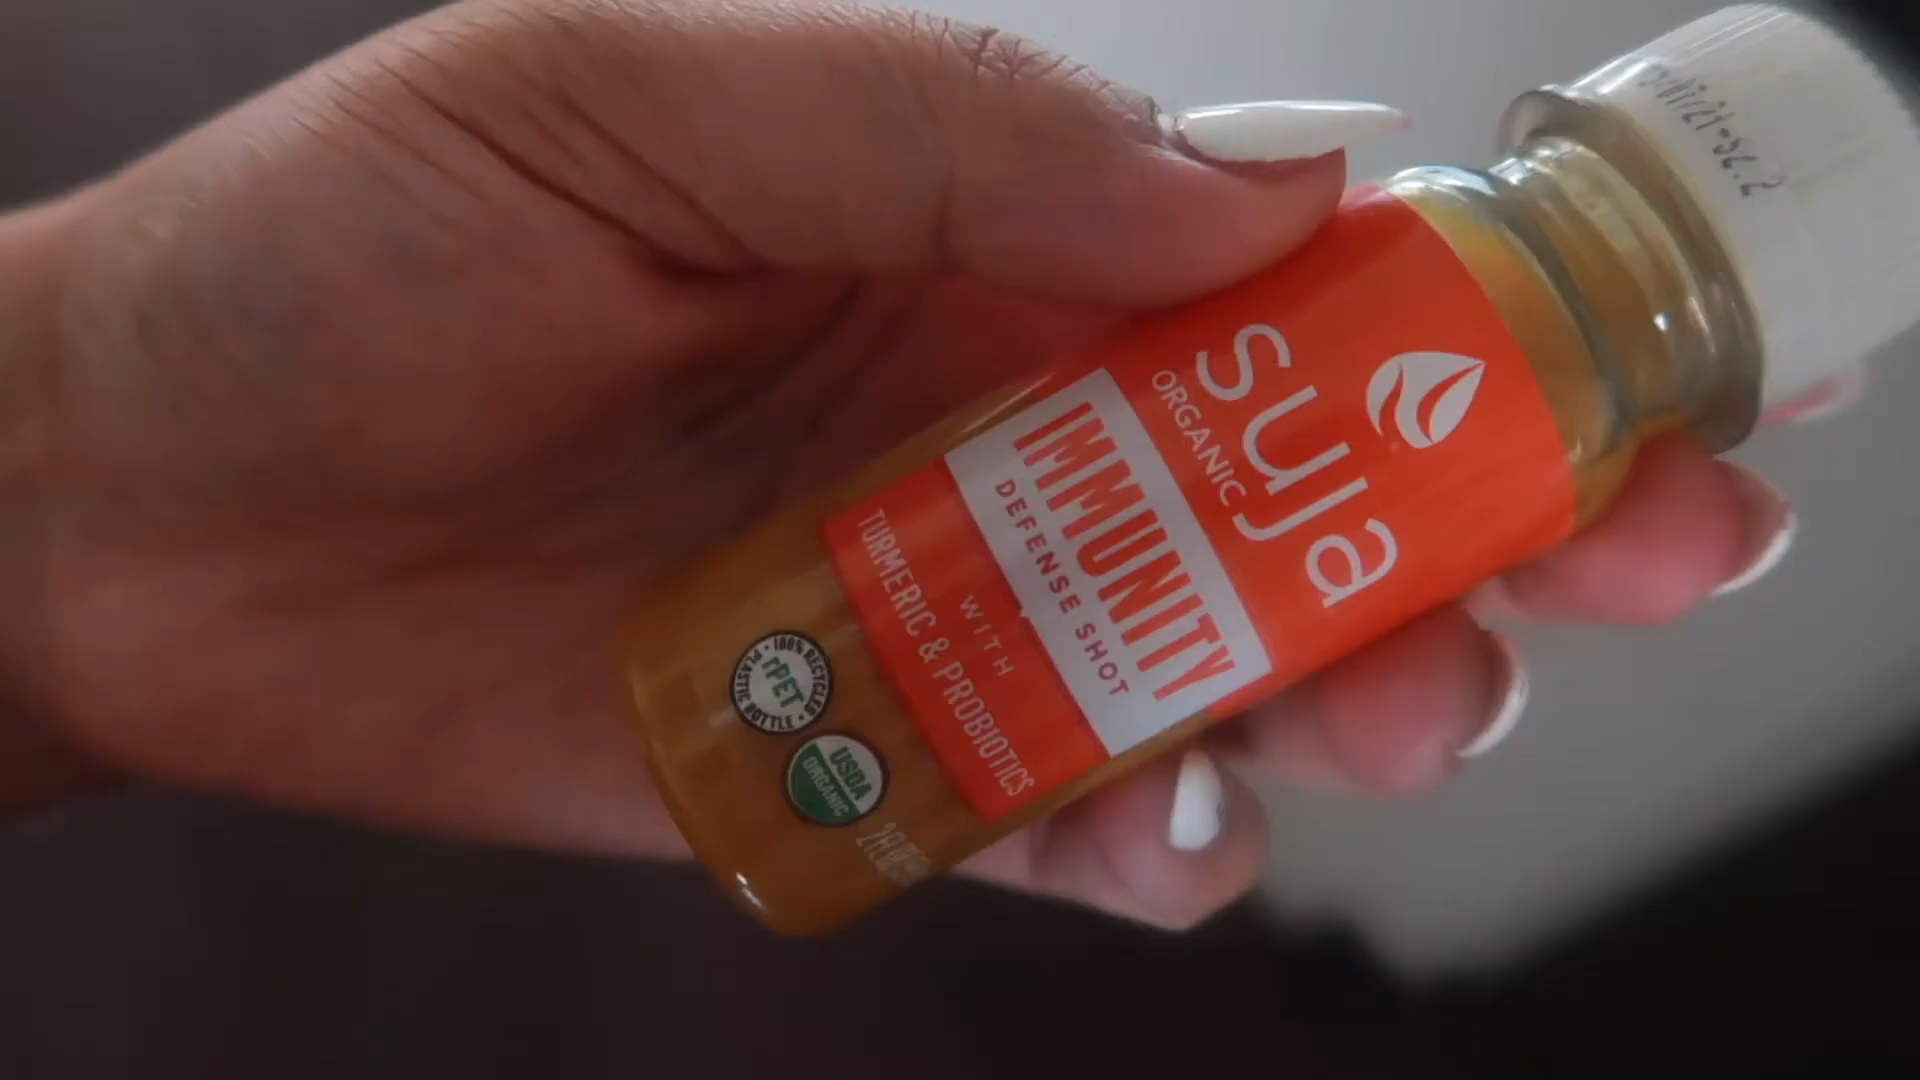 suja
ORGANIC
IMMUNITY
DEFENSE SHOT
WITH
TURMERIC & PROBIOTICS
100% RECYCLED
rPET
PLASTIC BOTTLE
USDA
ORGANIC